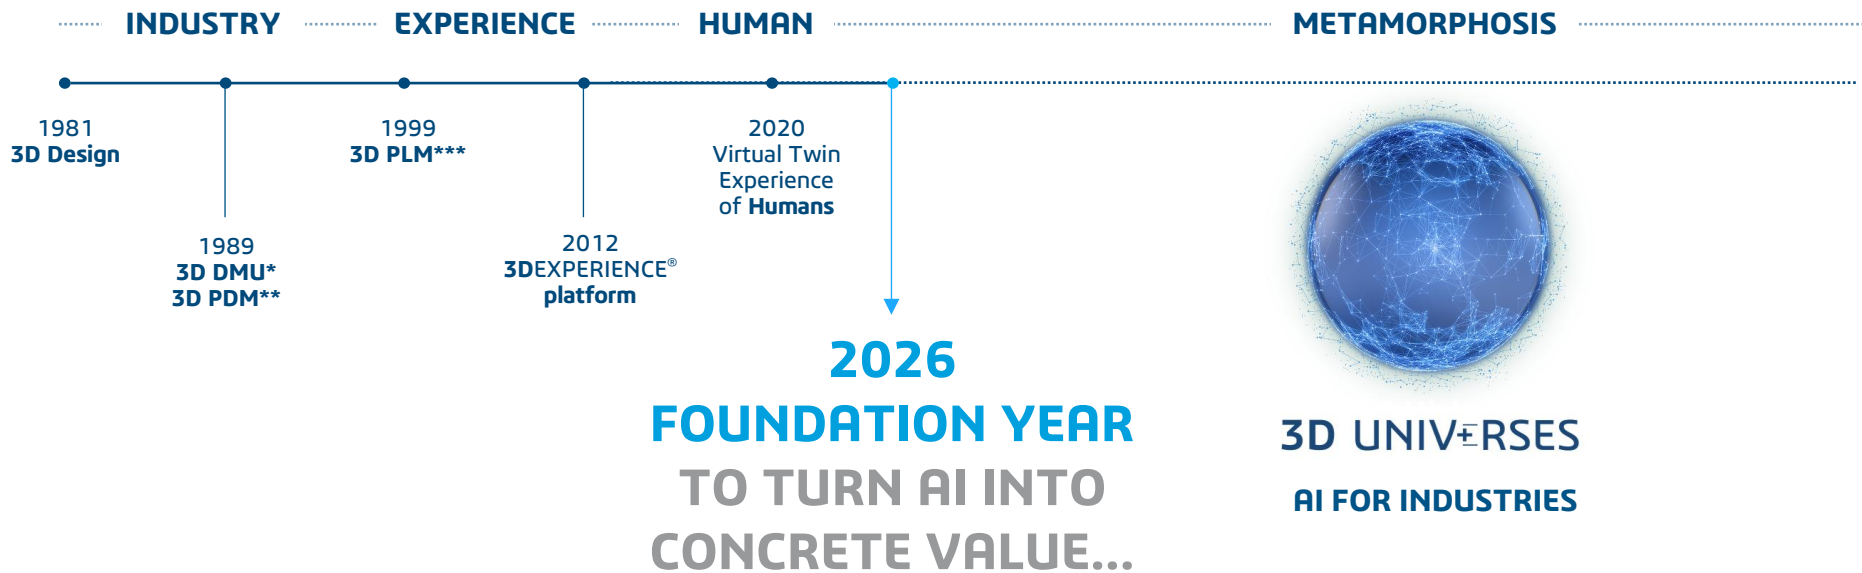 INDUSTRY EXPERIENCE HUMAN METAMORPHOSIS
1981
3D Design
1989
3D DMU*
3D PDM**
1999
3D PLM***
2012
3DEXPERIENCE®
platform
2020
Virtual Twin
Experience
of Humans
2026
FOUNDATION YEAR
TO TURN AI INTO
CONCRETE VALUE...
3D UNIV+ERSES
AI FOR INDUSTRIES